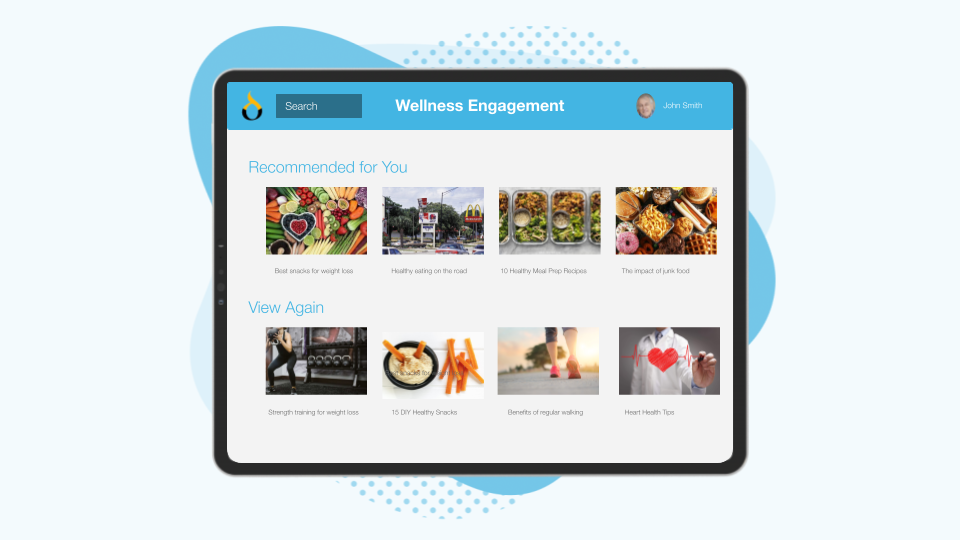 Search
Wellness Engagement
John Smith
Recommended for You
Best snacks for weight loss
Healthy eating on the road
10 Healthy Meal Prep Recipes
The impact of junk food
View Again
Strength training for weight loss
15 DIY Healthy Snacks
Benefits of regular walking
Heart Health Tips